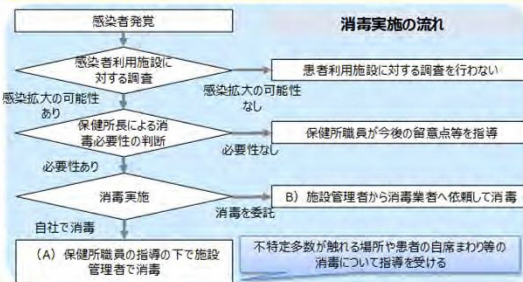 消毒実施の流れ
感染者発覚
感染者利用施設に
対する調査
患者利用施設に対する調査を行わない
感染拡大の可能性
あり
感染拡大の可能性
なし
保健所長による消
毒必要性の判断
保健所職員が今後の留意点等を指導
必要性あり
必要性なし
消毒実施
B）施設管理者から消毒業者へ依頼して消毒
自社で消毒
消毒を委託
（A）保健所職員の指導の下で施設
管理者で消毒
不特定多数が触れる場所や患者の自席まわり等の
消毒について指導を受ける